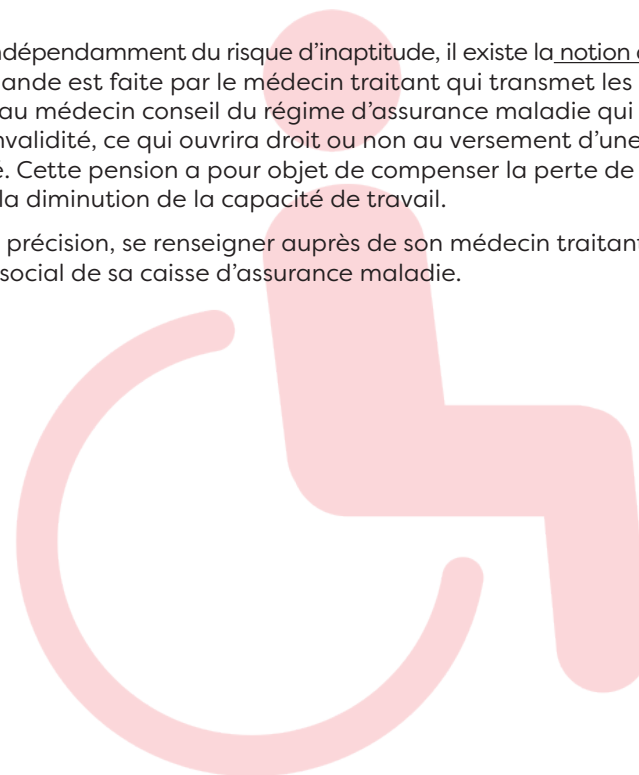 ndépendamment du risque d’inaptitude, il existe la notion
ande est faite par le médecin traitant qui transmet les
au médecin conseil du régime d’assurance maladie qui
nvalidité, ce qui ouvrira droit ou non au versement d’une
é. Cette pension a pour objet de compenser la perte de
la diminution de la capacité de travail.
précision, se renseigner auprès de son médecin traitant
social de sa caisse d’assurance maladie.